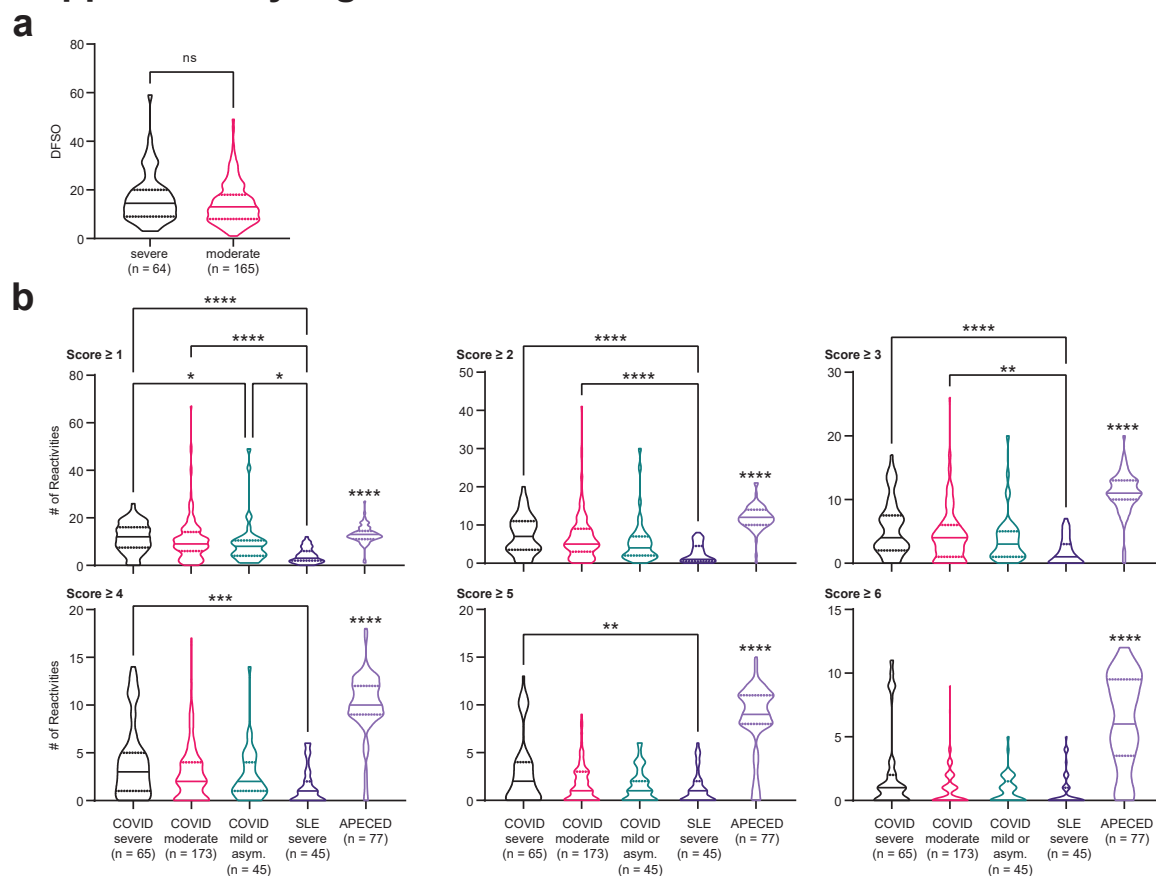 a
80
60
40
20
0
DFSO
ns
severe
(n = 64)
moderate
(n = 165)
b
Score ≥ 1
****
****
*
*
****
80
60
40
20
0
# of Reactivities
Score ≥ 2
****
****
****
50
40
30
20
10
0
Score ≥ 3
****
**
****
30
20
10
0
Score ≥ 4
***
****
20
15
10
5
0
# of Reactivities
COVID
severe
(n = 65)
COVID
moderate
(n = 173)
COVID
mild or
asym.
(n = 45)
SLE
severe
(n = 45)
APECED
(n = 77)
Score ≥ 5
**
****
20
15
10
5
0
COVID
severe
(n = 65)
COVID
moderate
(n = 173)
COVID
mild or
asym.
(n = 45)
SLE
severe
(n = 45)
APECED
(n = 77)
Score ≥ 6
****
15
10
5
0
COVID
severe
(n = 65)
COVID
moderate
(n = 173)
COVID
mild or
asym.
(n = 45)
SLE
severe
(n = 45)
APECED
(n = 77)